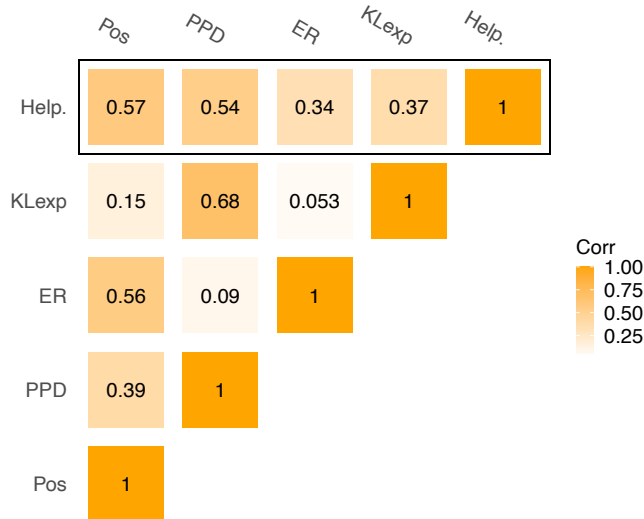 Pos PPD ER KLexp Help.
Help. 0.57 0.54 0.34 0.37 1
KLexp 0.15 0.68 0.053 1
Corr
1.00
0.75
ER 0.56 0.09 1
0.50
0.25
PPD 0.39 1
Pos 1